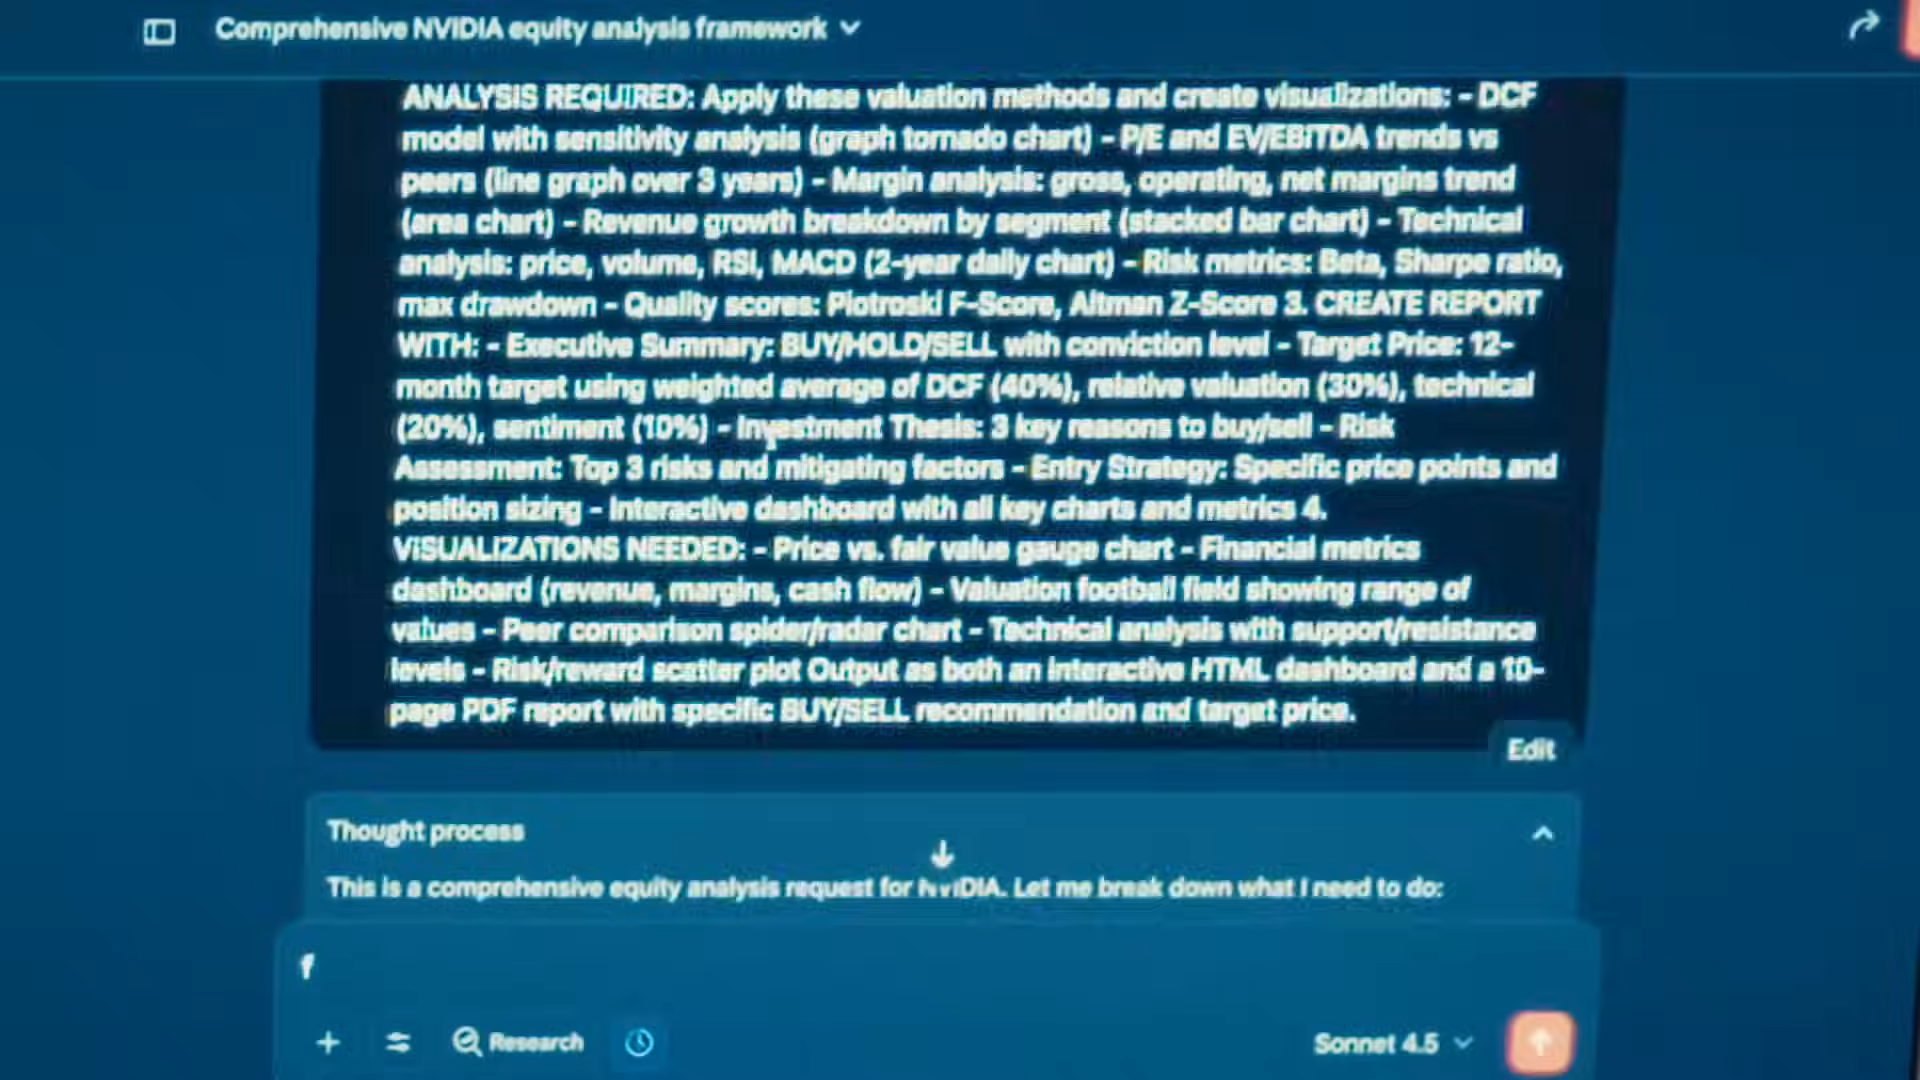 Comprehensive NVIDIA equity analysis framework
ANALYSIS REQUIRED: Apply these valuation methods and create visualizations: - DCF
model with sensitivity analysis (graph tornado chart) - P/E and EV/EBITDA trends vs
peers (line graph over 3 years) - Margin analysis: gross, operating, net margins trend
(area chart) - Revenue growth breakdown by segment (stacked bar chart) - Technical
analysis: price, volume, RSI, MACD (2-year daily chart) - Risk metrics: Beta, Sharpe ratio,
max drawdown - Quality scores: Piotroski F-Score, Altman Z-Score 3. CREATE REPORT
WITH: - Executive Summary: BUY/HOLD/SELL with conviction level - Target Price: 12-
month target using weighted average of DCF (40%), relative valuation (30%), technical
(20%), sentiment (10%) - Investment Thesis: 3 key reasons to buy/sell - Risk
Assessment: Top 3 risks and mitigating factors - Entry Strategy: Specific price points and
position sizing - Interactive dashboard with all key charts and metrics 4.
VISUALIZATIONS NEEDED: - Price vs. fair value gauge chart - Financial metrics
dashboard (revenue, margins, cash flow) - Valuation football field showing range of
values - Peer comparison spider/radar chart - Technical analysis with support/resistance
levels - Risk/reward scatter plot Output as both an interactive HTML dashboard and a 10-
page PDF report with specific BUY/SELL recommendation and target price.
Edit
Thought process
This is a comprehensive equity analysis request for NVIDIA. Let me break down what I need to do:
f
Research
Sonnet 4.5